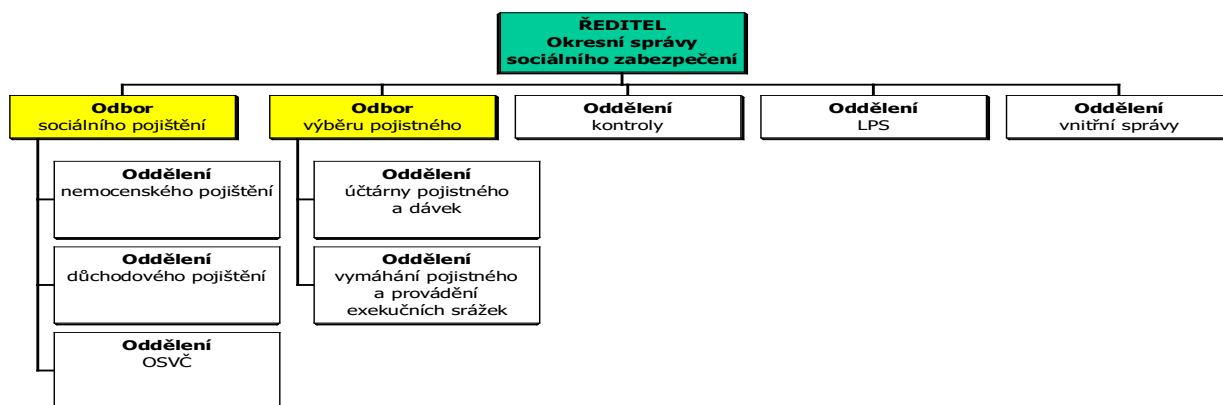 ŘEDITEL
Okresní správy
sociálního zabezpečení
Odbor
sociálního pojištění
Odbor
výběru pojistného
Oddělení
kontroly
Oddělení
LPS
Oddělení
vnitřní správy
Oddělení
nemocenského pojištění
Oddělení
důchodového pojištění
Oddělení
OSVČ
Oddělení
účtárny pojistného
a dávek
Oddělení
vymáhání pojistného
a provádění
exekučních srážek